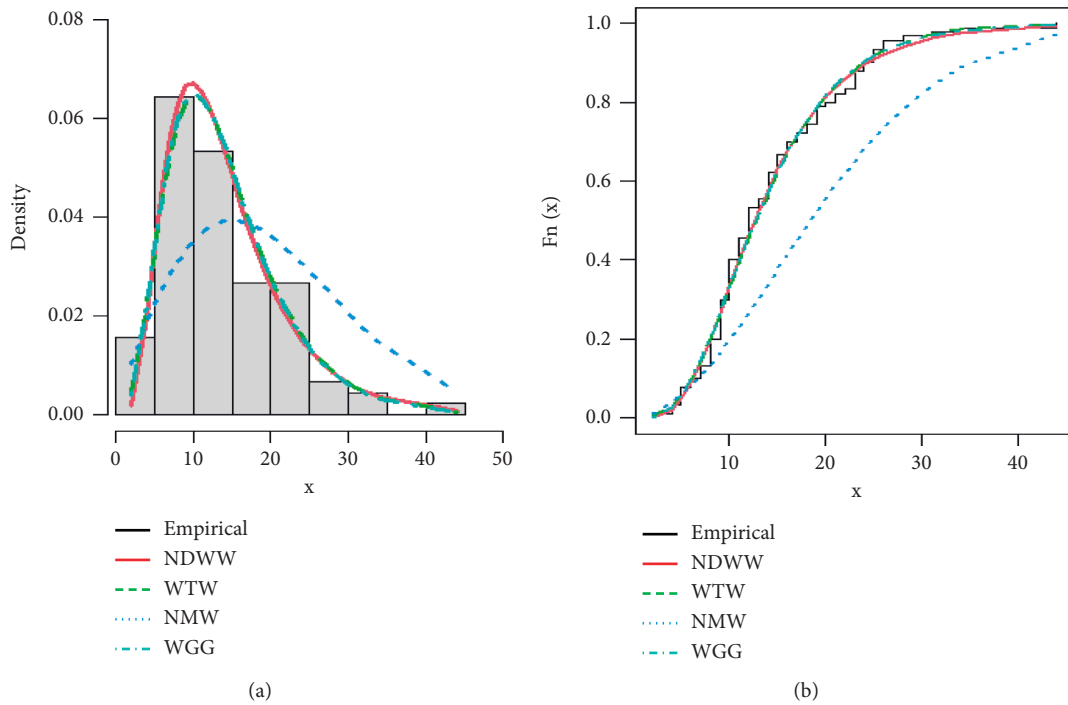 0.08
0.06
0.04
0.02
0.00
Density
0 10 20 30 40 50
x
Empirical
NDWW
WTW
NMW
WGG
(a)
1.0
0.8
0.6
0.4
0.2
0.0
Fn (x)
10 20 30 40
x
Empirical
NDWW
WTW
NMW
WGG
(b)